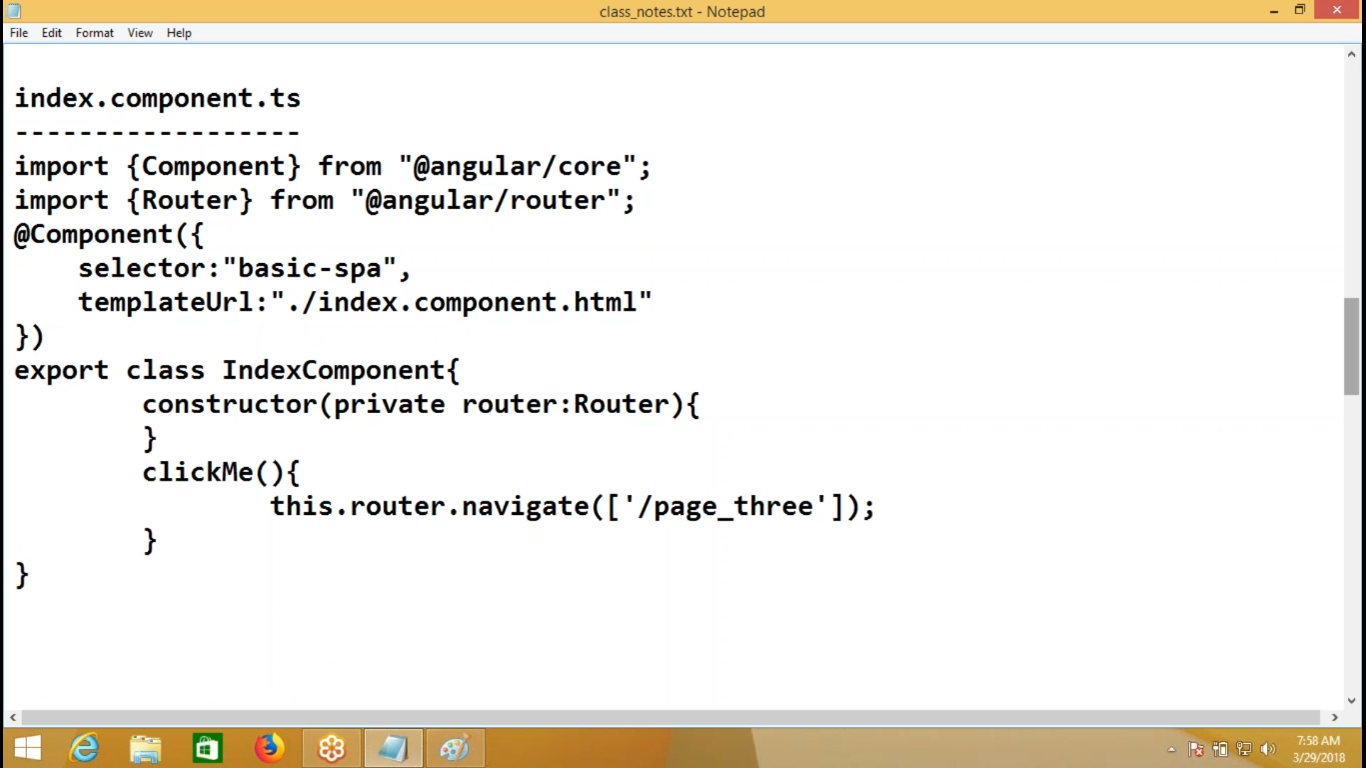 class_notes.txt - Notepad
File Edit Format View Help
index.component.ts
------------------
import {Component} from "@angular/core";
import {Router} from "@angular/router";
@Component({
    selector:"basic-spa",
    templateUrl:"./index.component.html"
})
export class IndexComponent{
        constructor(private router:Router){
        }
        clickMe(){
                this.router.navigate(['/page_three']);
        }
}
7:58 AM
3/29/2018